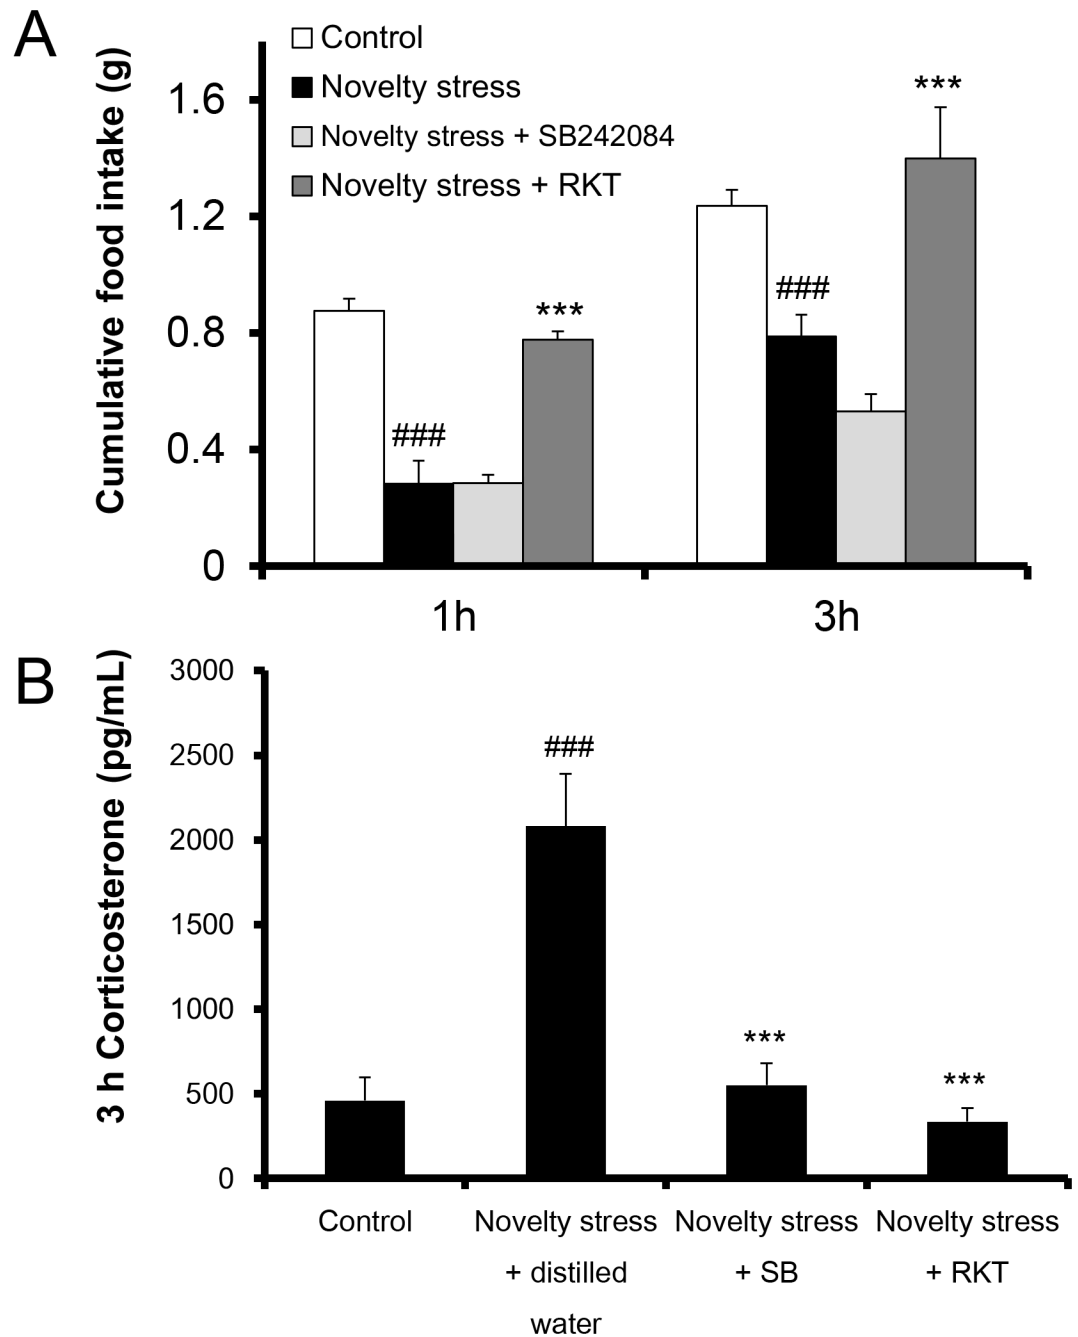 A
Cumulative food intake (g)
Control
Novelty stress
Novelty stress + SB242084
Novelty stress + RKT
1.6
1.2
0.8
0.4
0
###
***
###
***
1h
3h
B
3 h Corticosterone (pg/mL)
3000
2500
2000
1500
1000
500
0
###
***
***
Control
Novelty stress
+ distilled
water
Novelty stress
+ SB
Novelty stress
+ RKT